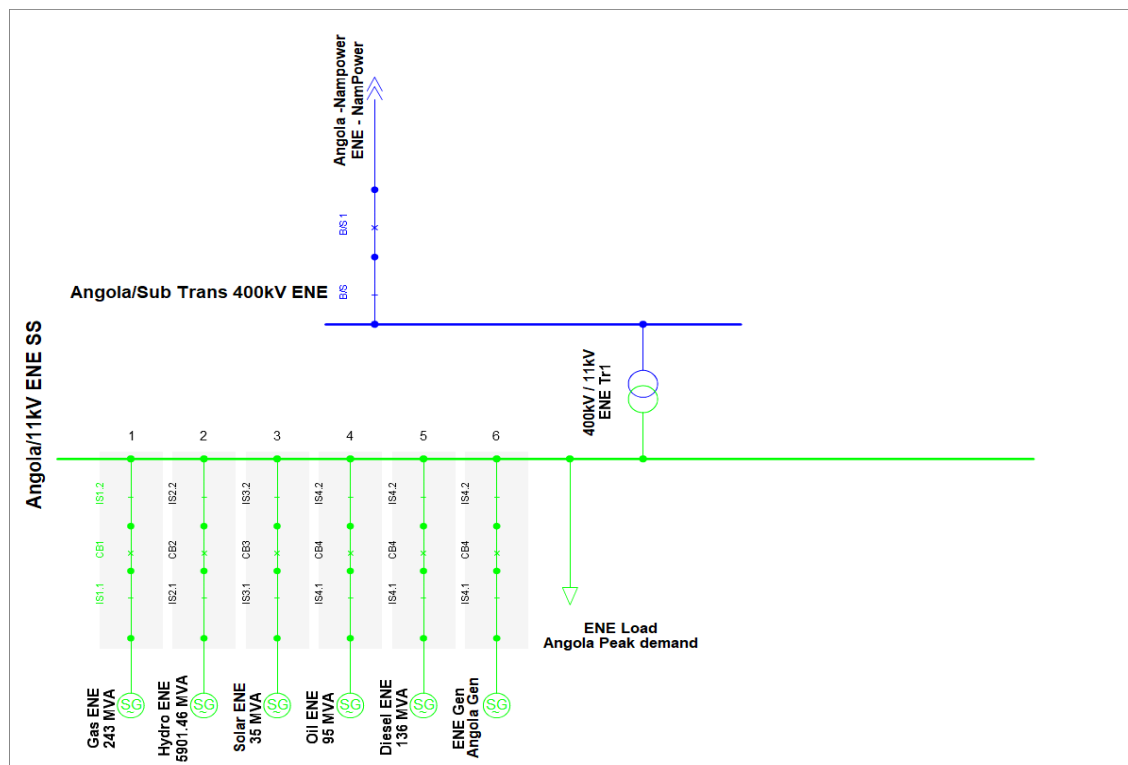 Angola -Nampower
ENE - NamPower
B/S 1
B/S
Angola/Sub Trans 400kV ENE
Angola/11kV ENE SS
400kV / 11kV
ENE Tr1
1
2
3
4
5
6
IS1.2
IS2.2
IS3.2
IS4.2
IS4.2
IS4.2
CB1
CB2
CB3
CB4
CB4
CB4
IS1.1
IS2.1
IS3.1
IS4.1
IS4.1
IS4.1
ENE Load
Angola Peak demand
SG
~
SG
~
SG
~
SG
~
SG
~
SG
~
Gas ENE
243 MVA
Hydro ENE
5901.46 MVA
Solar ENE
35 MVA
Oil ENE
95 MVA
Diesel ENE
136 MVA
ENE Gen
Angola Gen